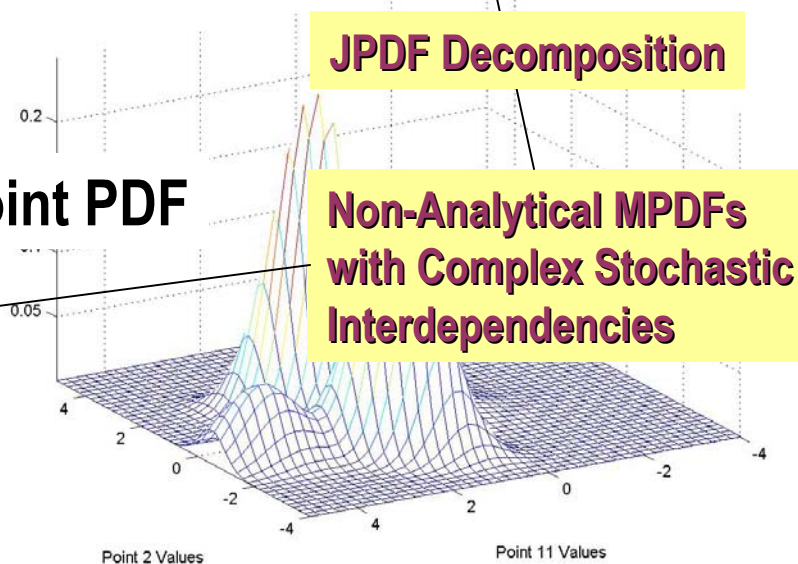 JPDF Decomposition
0.2
PDF
Non-Analytical MPDFs
with Complex Stochastic
Interdependencies
0.05
4
2
0
-2
-4
4
2
0
-2
-4
Point 2 Values
Point 11 Values